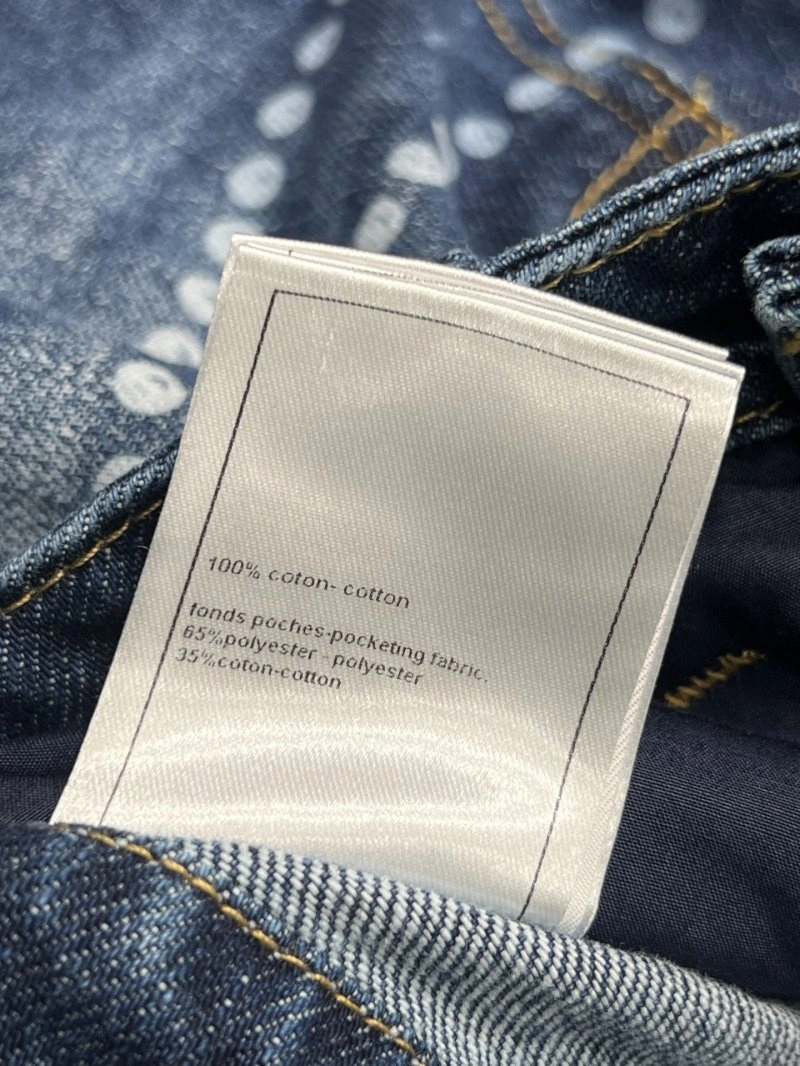 100% coton- cotton
fonds poches-pocketing fabric.
65%polyester - polyester
35%coton-cotton